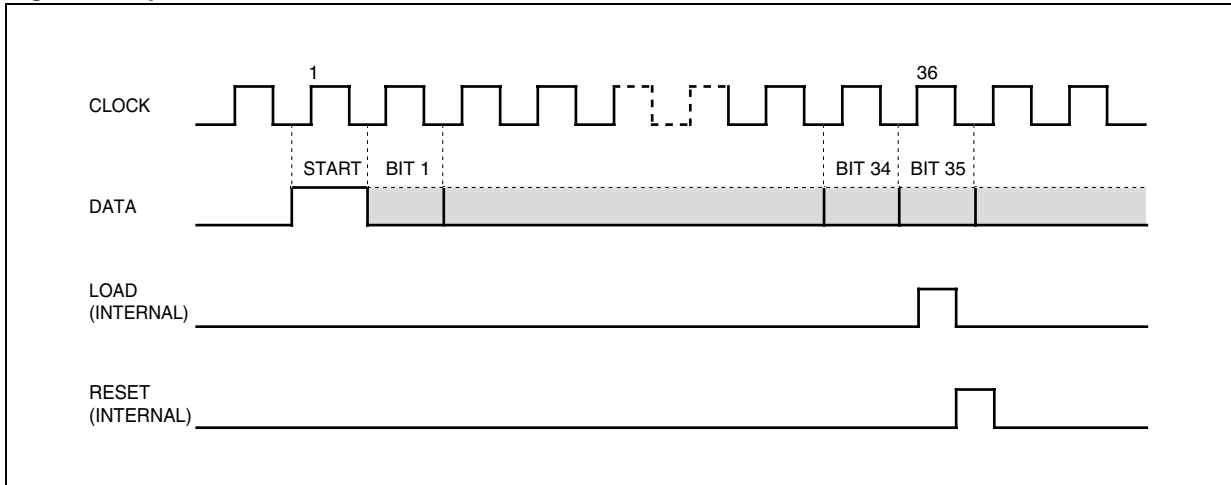 1 36
CLOCK
START BIT 1 BIT 34 BIT 35
DATA
LOAD
(INTERNAL)
RESET
(INTERNAL)